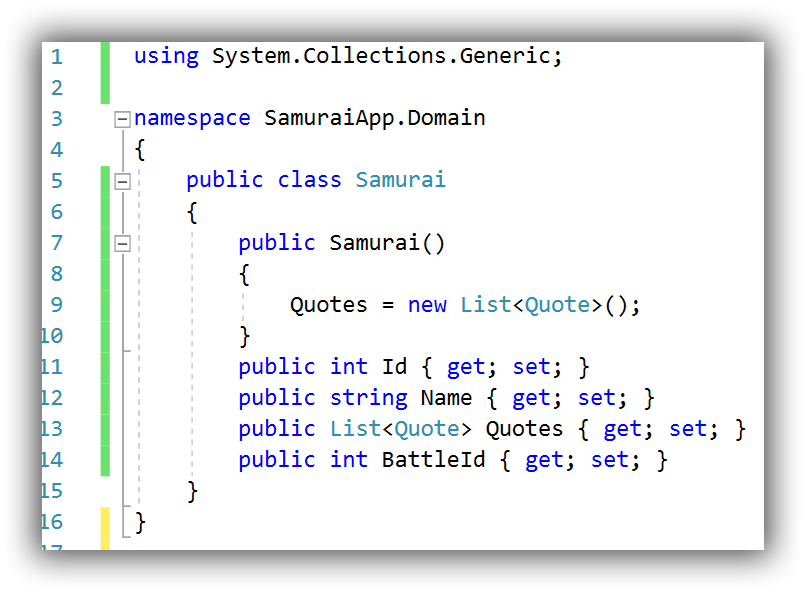 1 using System.Collections.Generic;
2
3 namespace SamuraiApp.Domain
4 {
5 public class Samurai
6 {
7 public Samurai()
8 {
9 Quotes = new List<Quote>();
10 }
11 public int Id { get; set; }
12 public string Name { get; set; }
13 public List<Quote> Quotes { get; set; }
14 public int BattleId { get; set; }
15 }
16 }
17